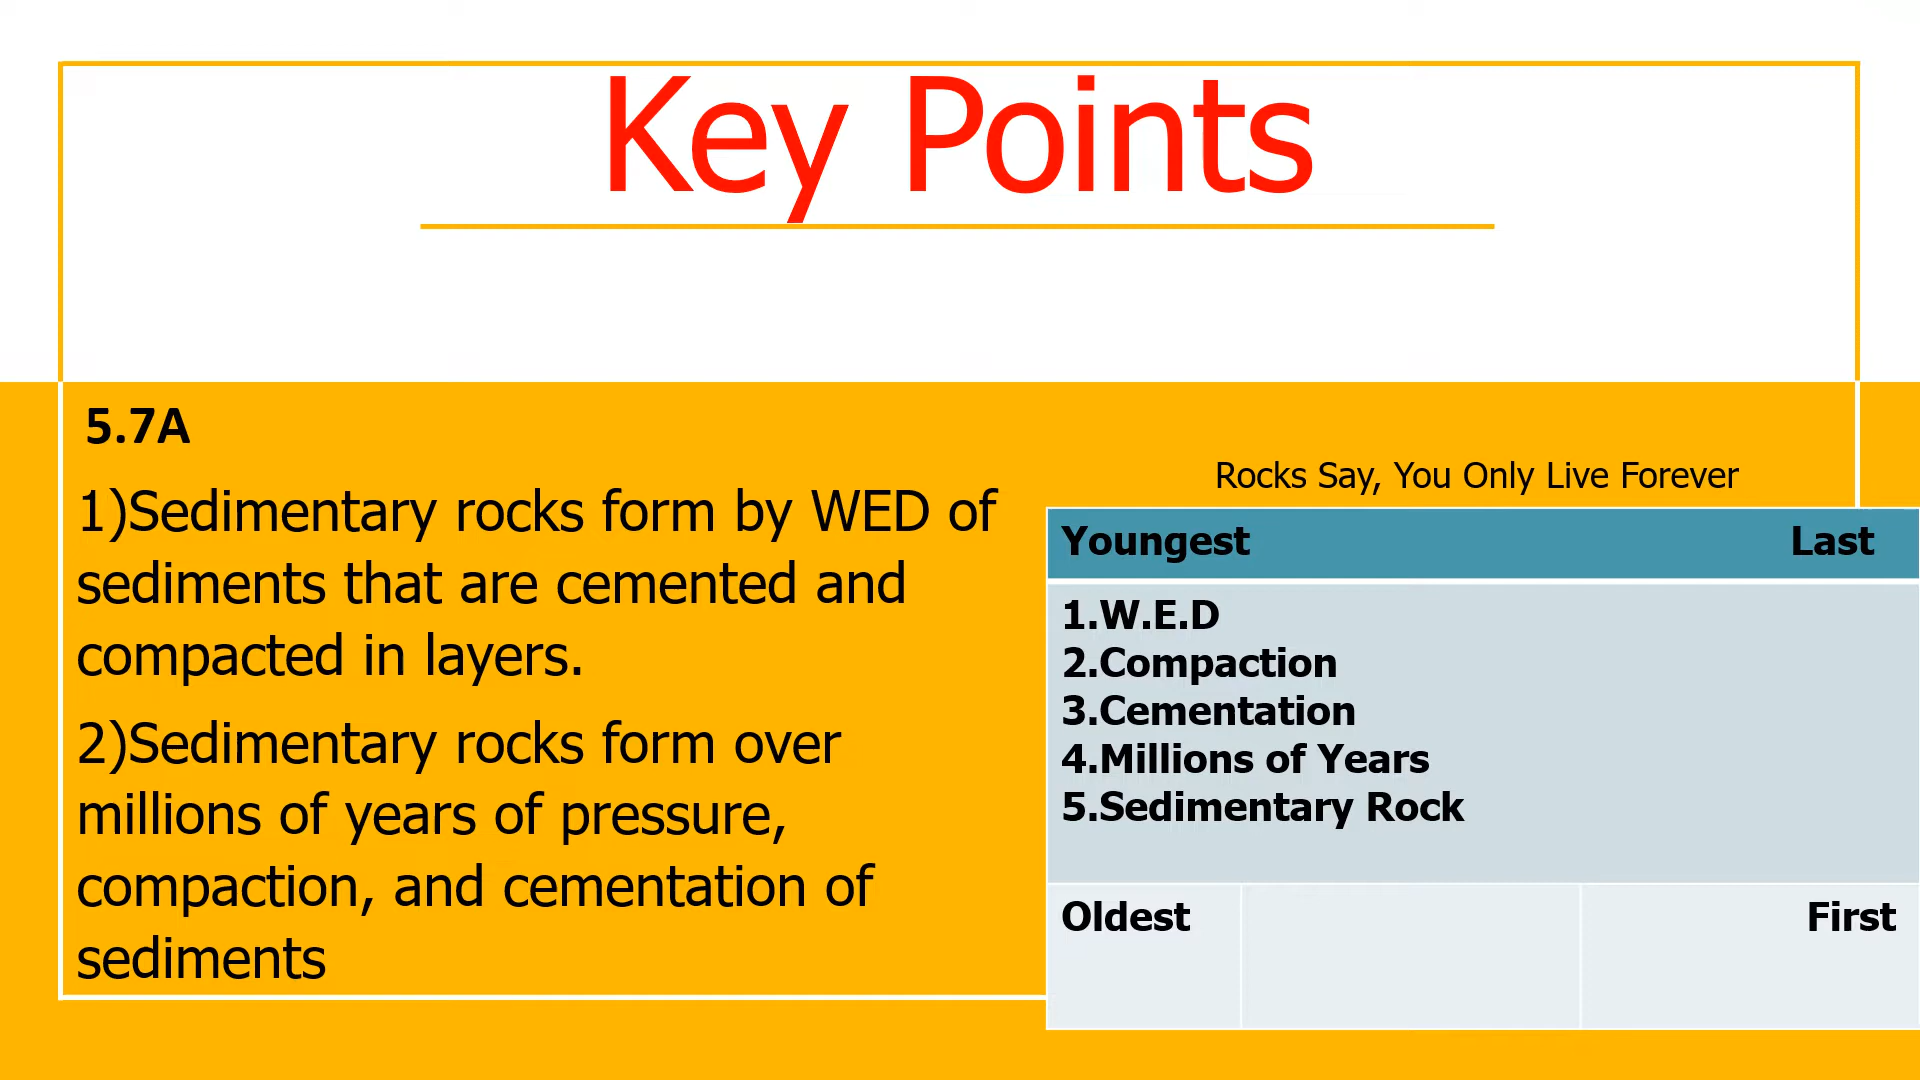 Key Points
5.7A
1)Sedimentary rocks form by WED of
sediments that are cemented and
compacted in layers.
2)Sedimentary rocks form over
millions of years of pressure,
compaction, and cementation of
sediments
Rocks Say, You Only Live Forever
Youngest Last
1.W.E.D
2.Compaction
3.Cementation
4.Millions of Years
5.Sedimentary Rock
Oldest First